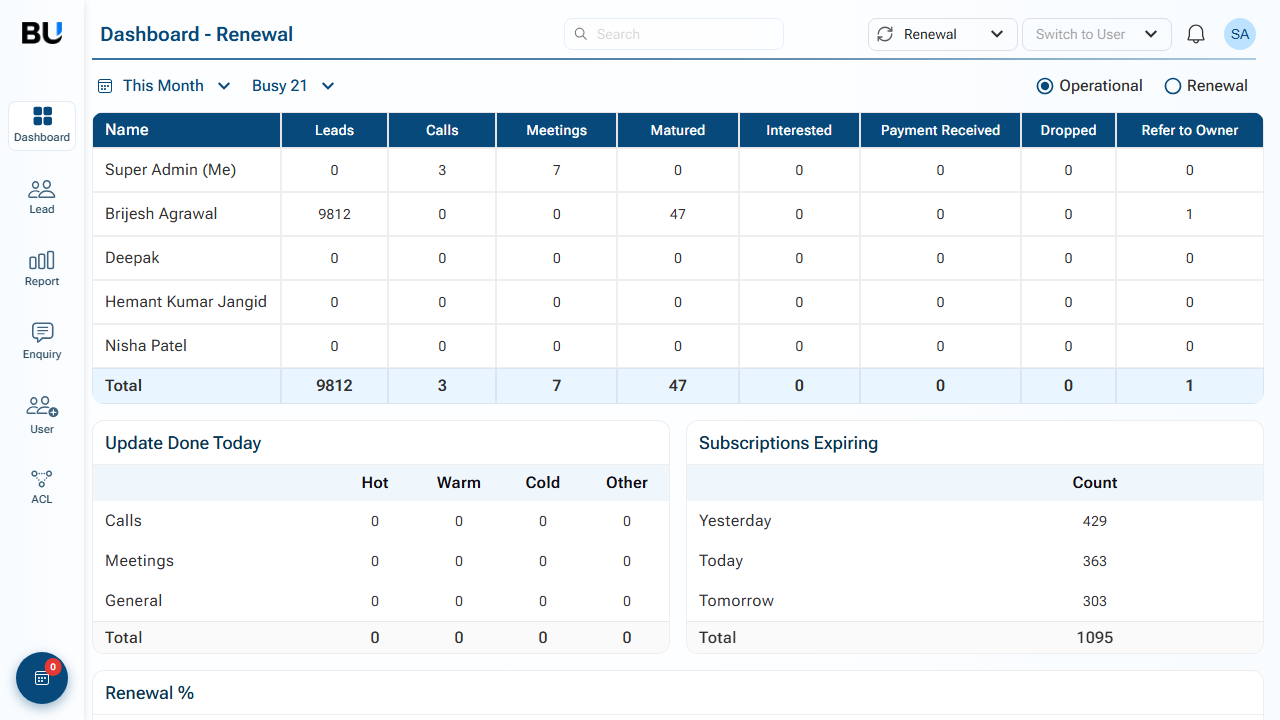 BU
Dashboard - Renewal
Search
Renewal
Switch to User
SA
This Month
Busy 21
Operational
Renewal
Dashboard
Lead
Report
Enquiry
User
ACL
0
Name Leads Calls Meetings Matured Interested Payment Received Dropped Refer to Owner
Super Admin (Me) 0 3 7 0 0 0 0 0
Brijesh Agrawal 9812 0 0 47 0 0 0 1
Deepak 0 0 0 0 0 0 0 0
Hemant Kumar Jangid 0 0 0 0 0 0 0 0
Nisha Patel 0 0 0 0 0 0 0 0
Total 9812 3 7 47 0 0 0 1
Update Done Today
Hot Warm Cold Other
Calls 0 0 0 0
Meetings 0 0 0 0
General 0 0 0 0
Total 0 0 0 0
Subscriptions Expiring
Count
Yesterday 429
Today 363
Tomorrow 303
Total 1095
Renewal %